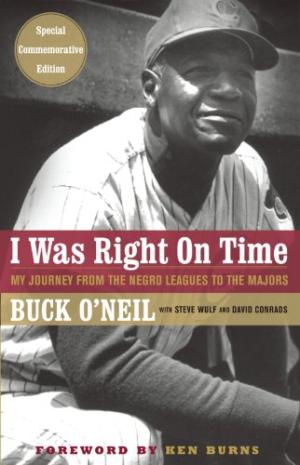 Special
Commemorative
Edition
I Was Right On Time
MY JOURNEY FROM THE NEGRO LEAGUES TO THE MAJORS
BUCK O'NEIL WITH STEVE WULF AND DAVID CONRADS
FOREWORD BY KEN BURNS